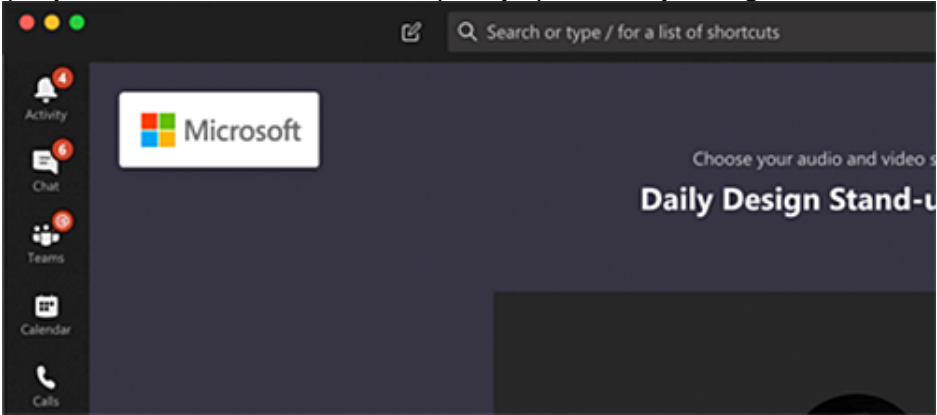 Search or type / for a list of shortcuts
4
Activity
Microsoft
6
Chat
Choose your audio and video s
Daily Design Stand-u
Teams
Calendar
Calls